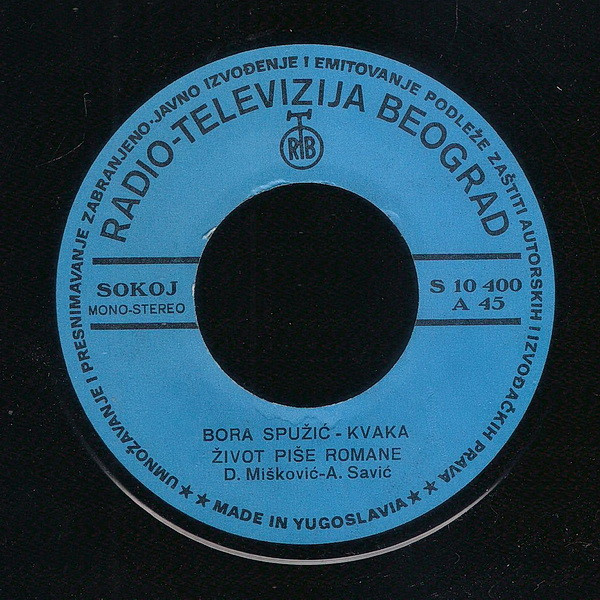 UMNOŽAVANJE I PRESNIMAVANJE ZABRANJENO·JAVNO IZVOĐENJE I EMITOVANJE PODLEŽE ZAŠTITI AUTORSKIH I IZVOĐAČKIH PRAVA
RADIO-TELEVIZIJA BEOGRAD
RTB
SOKOJ
MONO-STEREO
S 10 400
A 45
BORA SPUŽIĆ - KVAKA
ŽIVOT PIŠE ROMANE
D. Mišković-A. Savić
★★ MADE IN YUGOSLAVIA ★★